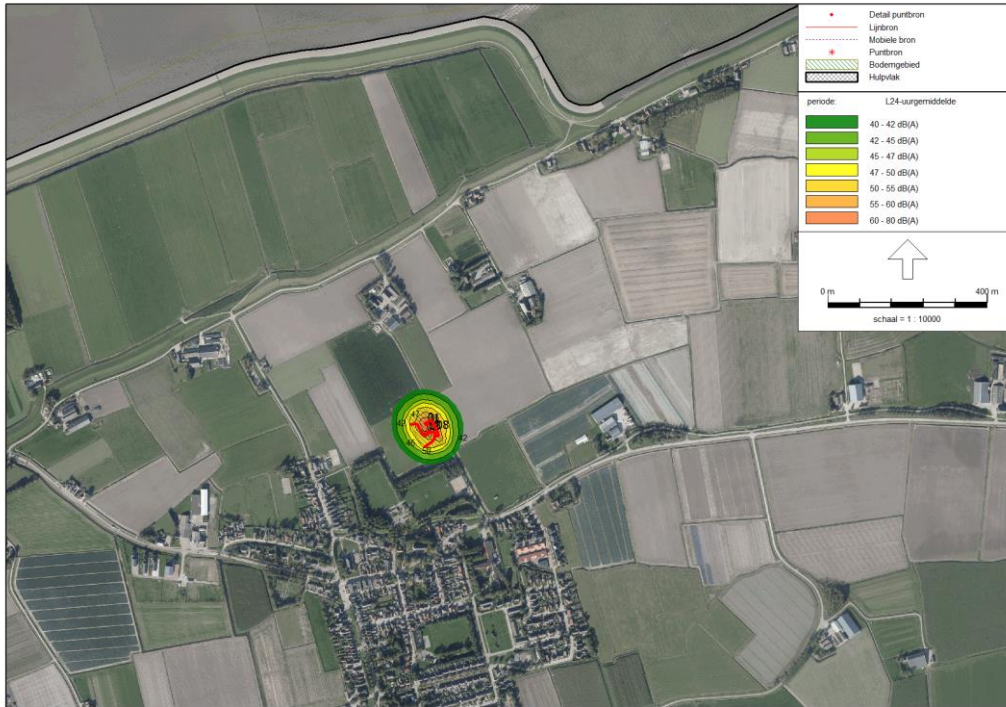 Detail puntbron
Lijnbron
Mobiele bron
Puntbron
Bodemgebied
Hulpvlak
periode: L24-uurgemiddelde
40 - 42 dB(A)
42 - 45 dB(A)
45 - 47 dB(A)
47 - 50 dB(A)
50 - 55 dB(A)
55 - 60 dB(A)
60 - 80 dB(A)
0 m 400 m
schaal = 1 : 10000
42
42